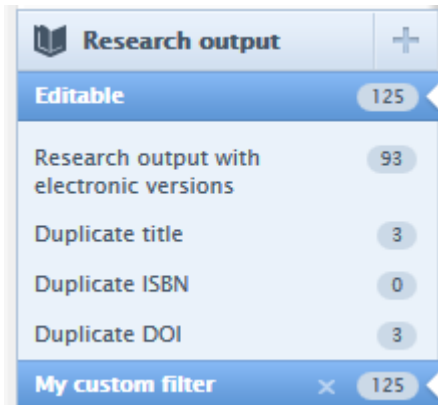 Research output
Editable 125
Research output with 93
electronic versions
Duplicate title 3
Duplicate ISBN 0
Duplicate DOI 3
My custom filter × 125